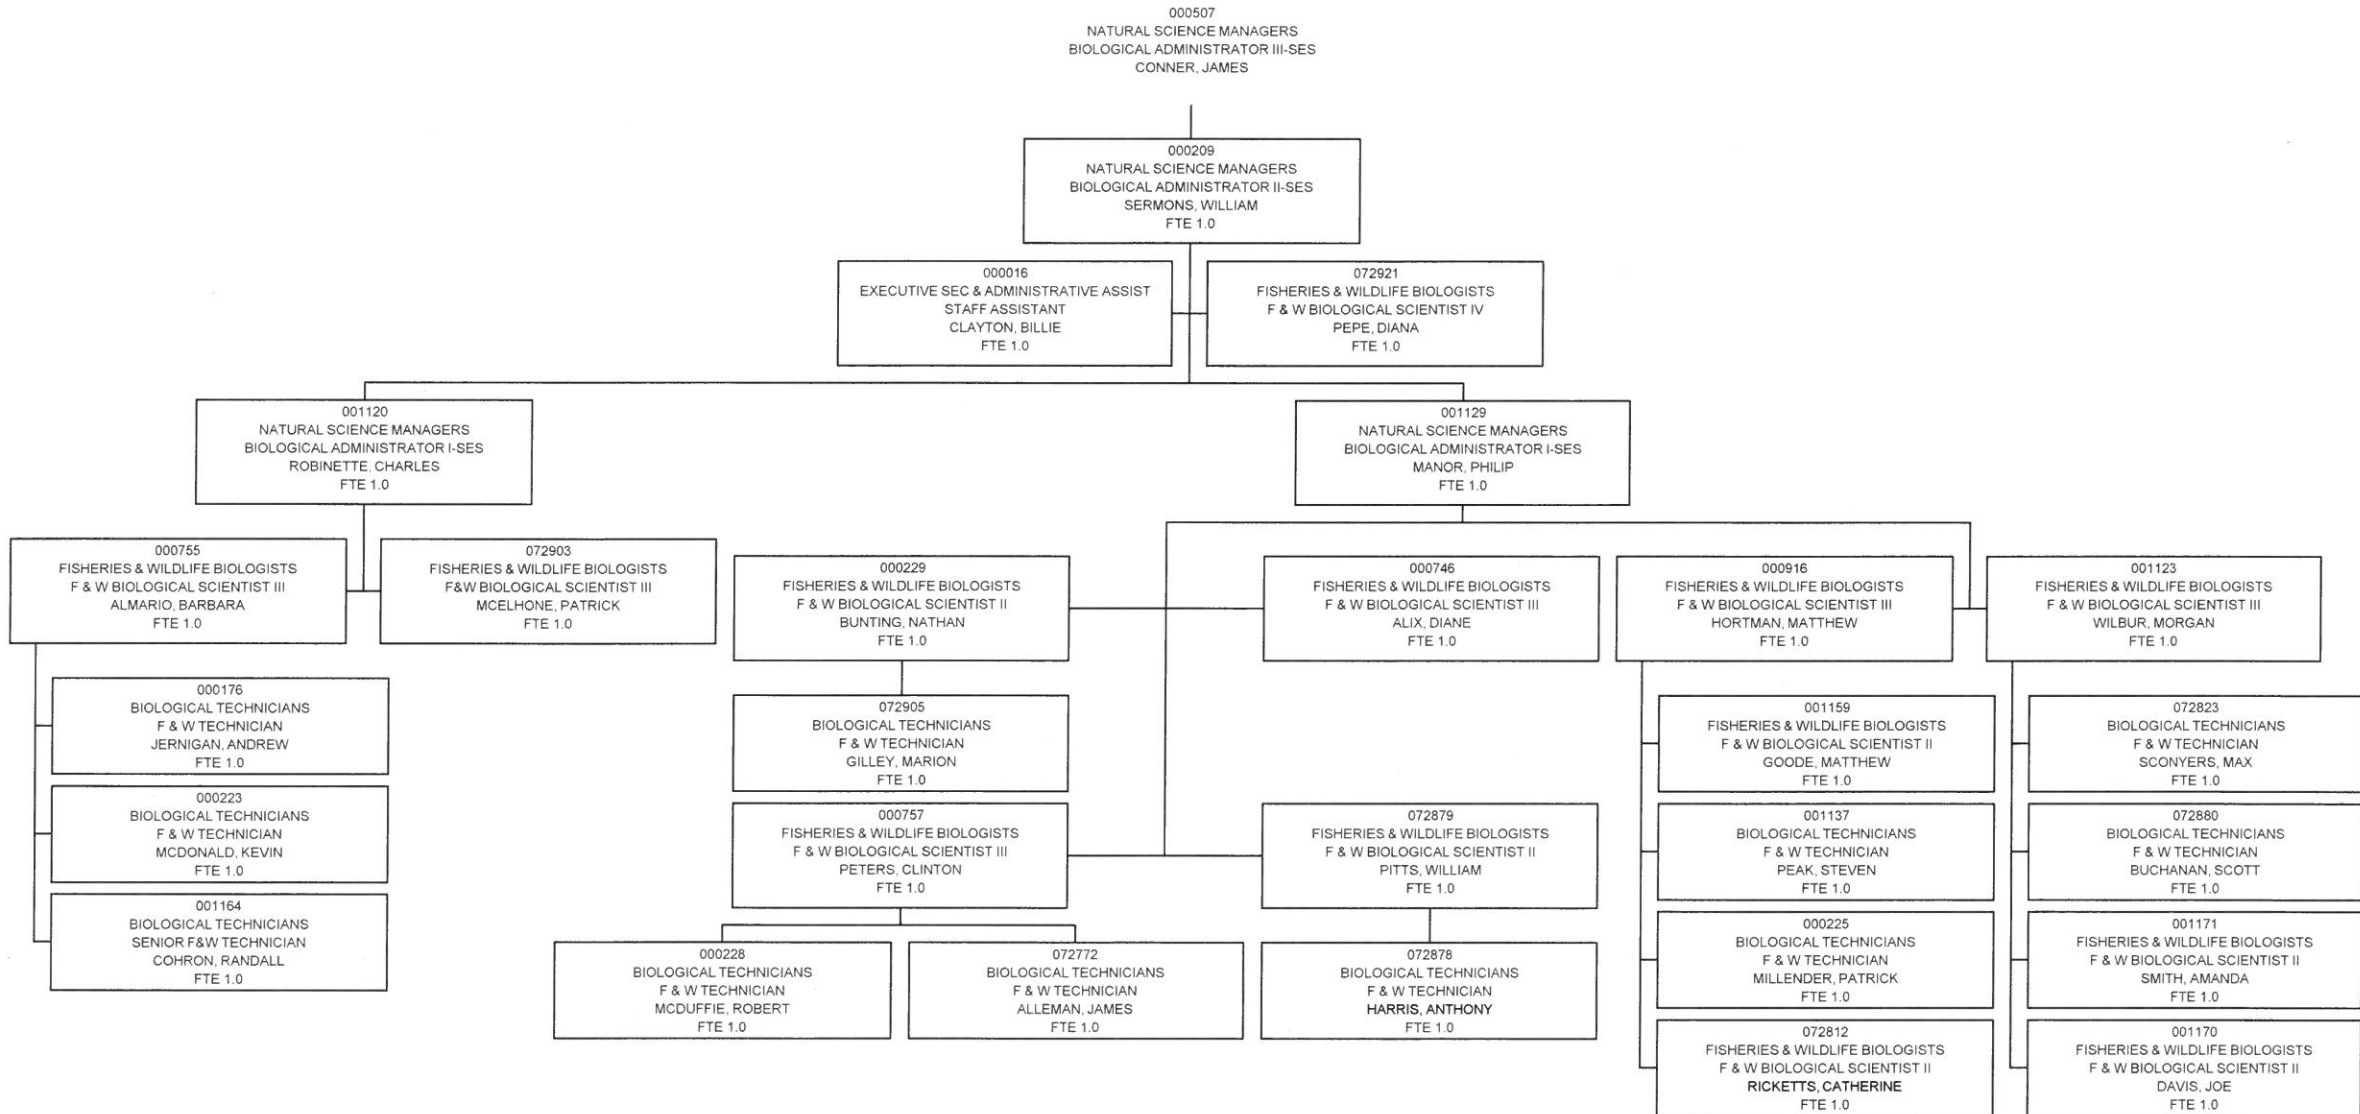 000507
NATURAL SCIENCE MANAGERS
BIOLOGICAL ADMINISTRATOR III-SES
CONNER, JAMES
000209
NATURAL SCIENCE MANAGERS
BIOLOGICAL ADMINISTRATOR II-SES
SERMONS, WILLIAM
FTE 1.0
000016
EXECUTIVE SEC & ADMINISTRATIVE ASSIST
STAFF ASSISTANT
CLAYTON, BILLIE
FTE 1.0
072921
FISHERIES & WILDLIFE BIOLOGISTS
F & W BIOLOGICAL SCIENTIST IV
PEPE, DIANA
FTE 1.0
001120
NATURAL SCIENCE MANAGERS
BIOLOGICAL ADMINISTRATOR I-SES
ROBINETTE, CHARLES
FTE 1.0
001129
NATURAL SCIENCE MANAGERS
BIOLOGICAL ADMINISTRATOR I-SES
MANOR, PHILIP
FTE 1.0
000755
FISHERIES & WILDLIFE BIOLOGISTS
F & W BIOLOGICAL SCIENTIST III
ALMARIO, BARBARA
FTE 1.0
072903
FISHERIES & WILDLIFE BIOLOGISTS
F&W BIOLOGICAL SCIENTIST III
MCELHONE, PATRICK
FTE 1.0
000229
FISHERIES & WILDLIFE BIOLOGISTS
F & W BIOLOGICAL SCIENTIST II
BUNTING, NATHAN
FTE 1.0
000746
FISHERIES & WILDLIFE BIOLOGISTS
F & W BIOLOGICAL SCIENTIST III
ALIX, DIANE
FTE 1.0
000916
FISHERIES & WILDLIFE BIOLOGISTS
F & W BIOLOGICAL SCIENTIST III
HORTMAN, MATTHEW
FTE 1.0
001123
FISHERIES & WILDLIFE BIOLOGISTS
F & W BIOLOGICAL SCIENTIST III
WILBUR, MORGAN
FTE 1.0
000176
BIOLOGICAL TECHNICIANS
F & W TECHNICIAN
JERNIGAN, ANDREW
FTE 1.0
000223
BIOLOGICAL TECHNICIANS
F & W TECHNICIAN
MCDONALD, KEVIN
FTE 1.0
001164
BIOLOGICAL TECHNICIANS
SENIOR F&W TECHNICIAN
COHRON, RANDALL
FTE 1.0
072905
BIOLOGICAL TECHNICIANS
F & W TECHNICIAN
GILLEY, MARION
FTE 1.0
000757
FISHERIES & WILDLIFE BIOLOGISTS
F & W BIOLOGICAL SCIENTIST III
PETERS, CLINTON
FTE 1.0
072879
FISHERIES & WILDLIFE BIOLOGISTS
F & W BIOLOGICAL SCIENTIST II
PITTS, WILLIAM
FTE 1.0
000228
BIOLOGICAL TECHNICIANS
F & W TECHNICIAN
MCDUFFIE, ROBERT
FTE 1.0
072772
BIOLOGICAL TECHNICIANS
F & W TECHNICIAN
ALLEMAN, JAMES
FTE 1.0
072878
BIOLOGICAL TECHNICIANS
F & W TECHNICIAN
HARRIS, ANTHONY
FTE 1.0
001159
FISHERIES & WILDLIFE BIOLOGISTS
F & W BIOLOGICAL SCIENTIST II
GOODE, MATTHEW
FTE 1.0
001137
BIOLOGICAL TECHNICIANS
F & W TECHNICIAN
PEAK, STEVEN
FTE 1.0
000225
BIOLOGICAL TECHNICIANS
F & W TECHNICIAN
MILLENDER, PATRICK
FTE 1.0
072812
FISHERIES & WILDLIFE BIOLOGISTS
F & W BIOLOGICAL SCIENTIST II
RICKETTS, CATHERINE
FTE 1.0
072823
BIOLOGICAL TECHNICIANS
F & W TECHNICIAN
SCONYERS, MAX
FTE 1.0
072880
BIOLOGICAL TECHNICIANS
F & W TECHNICIAN
BUCHANAN, SCOTT
FTE 1.0
001171
FISHERIES & WILDLIFE BIOLOGISTS
F & W BIOLOGICAL SCIENTIST II
SMITH, AMANDA
FTE 1.0
001170
FISHERIES & WILDLIFE BIOLOGISTS
F & W BIOLOGICAL SCIENTIST II
DAVIS, JOE
FTE 1.0